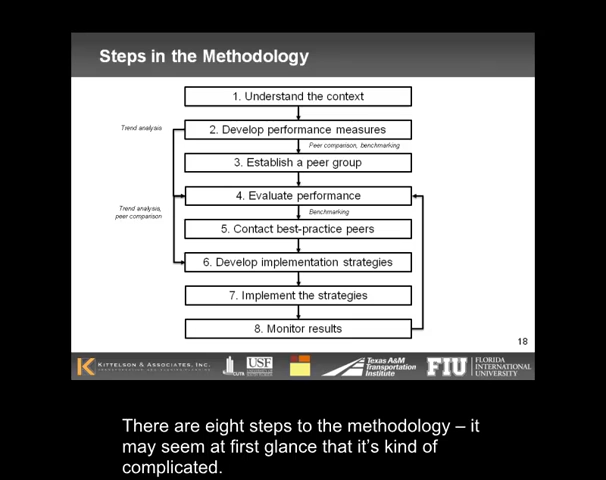 Steps in the Methodology
1. Understand the context
Trend analysis
2. Develop performance measures
Peer comparison, benchmarking
3. Establish a peer group
4. Evaluate performance
Trend analysis,
peer comparison
Benchmarking
5. Contact best-practice peers
6. Develop implementation strategies
7. Implement the strategies
8. Monitor results
18
KITTELSON & ASSOCIATES, INC.
CUTR
USF
Texas A&M
Transportation
Institute
FIU
FLORIDA
INTERNATIONAL
UNIVERSITY
There are eight steps to the methodology – it
may seem at first glance that it's kind of
complicated.